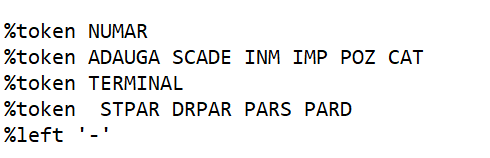 %token NUMAR
%token ADAUGA SCADE INM IMP POZ CAT
%token TERMINAL
%token  STPAR DRPAR PARS PARD
%left '-'